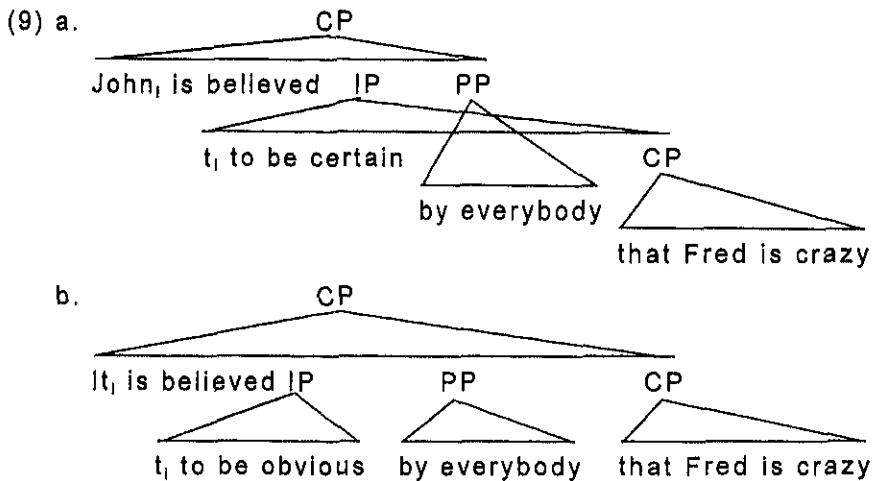 (9) a. CP
John_i is believed IP PP
t_i to be certain CP
by everybody
that Fred is crazy
b. CP
It_i is believed IP PP CP
t_i to be obvious by everybody that Fred is crazy